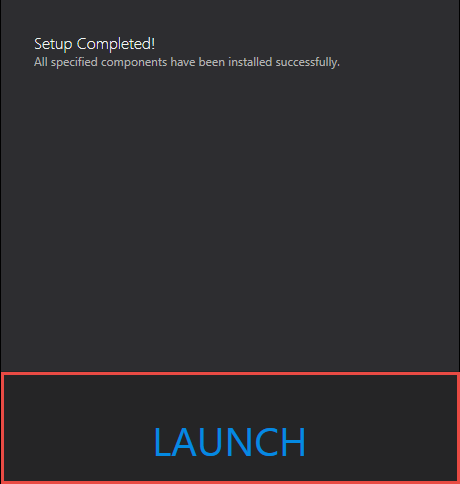 Setup Completed!
All specified components have been installed successfully.
LAUNCH